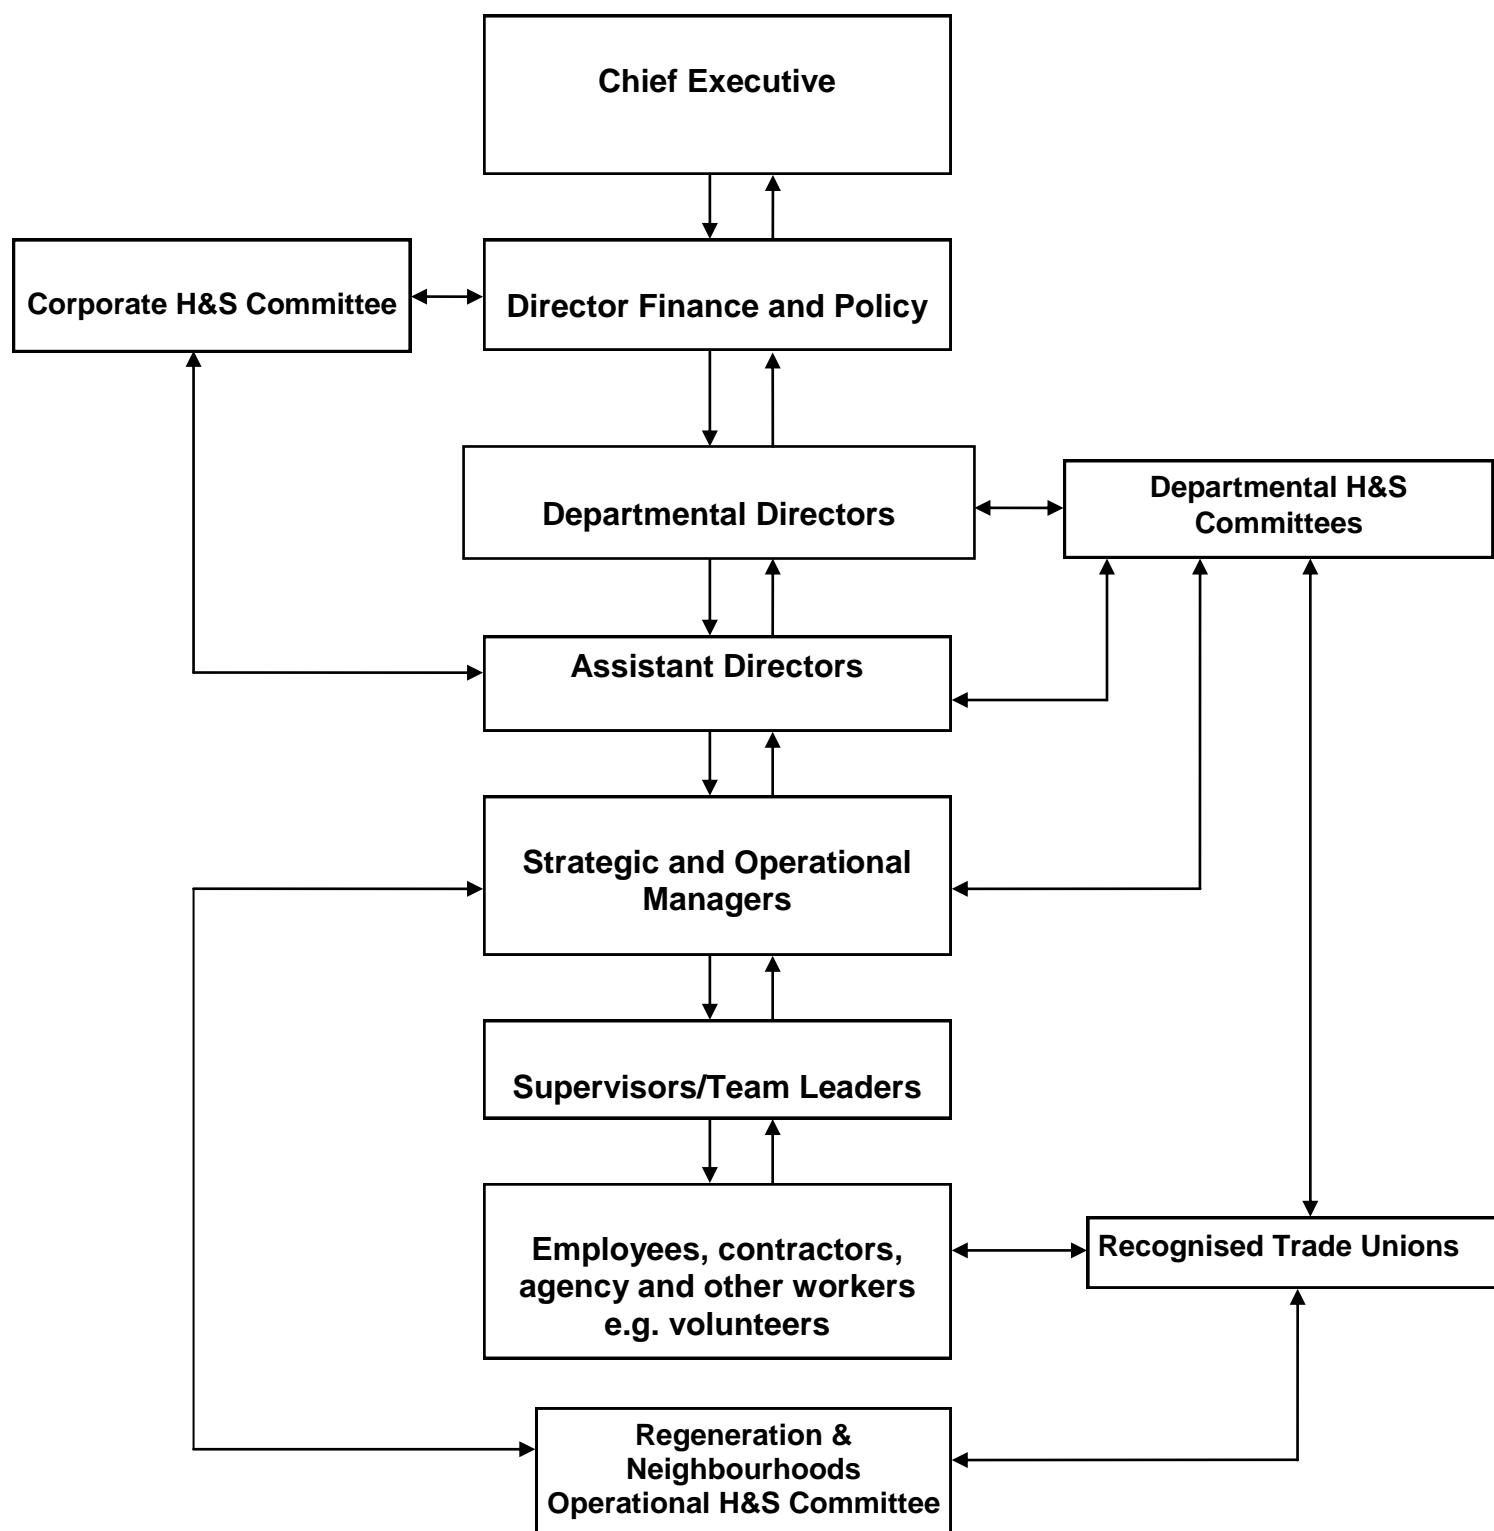 Chief Executive
Corporate H&S Committee
Director Finance and Policy
Departmental Directors
Departmental H&S
Committees
Assistant Directors
Strategic and Operational
Managers
Supervisors/Team Leaders
Employees, contractors,
agency and other workers
e.g. volunteers
Recognised Trade Unions
Regeneration &
Neighbourhoods
Operational H&S Committee